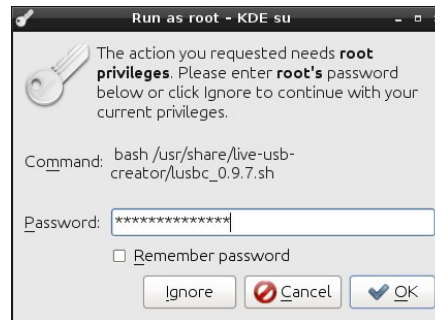 Run as root - KDE su
The action you requested needs root
privileges. Please enter root's password
below or click Ignore to continue with your
current privileges.
Command: bash /usr/share/live-usb-
creator/lusbc_0.9.7.sh
Password: **************
Remember password
Ignore Cancel OK